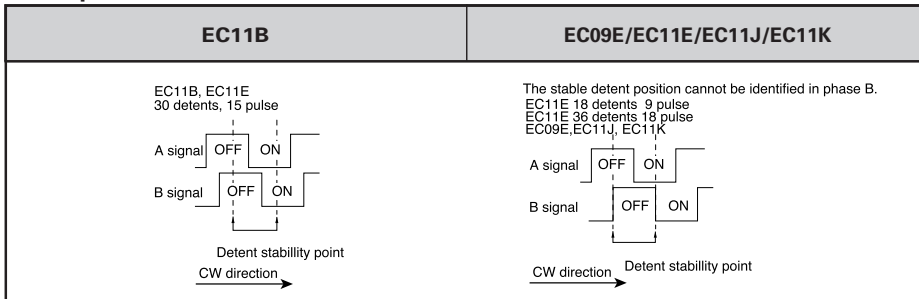 EC11B
EC09E/EC11E/EC11J/EC11K
EC11B, EC11E
30 detents, 15 pulse
A signal OFF ON
B signal OFF ON
Detent stabillity point
CW direction
The stable detent position cannot be identified in phase B.
EC11E 18 detents 9 pulse
EC11E 36 detents 18 pulse
EC09E,EC11J, EC11K
A signal OFF ON
B signal OFF ON
Detent stabillity point
CW direction